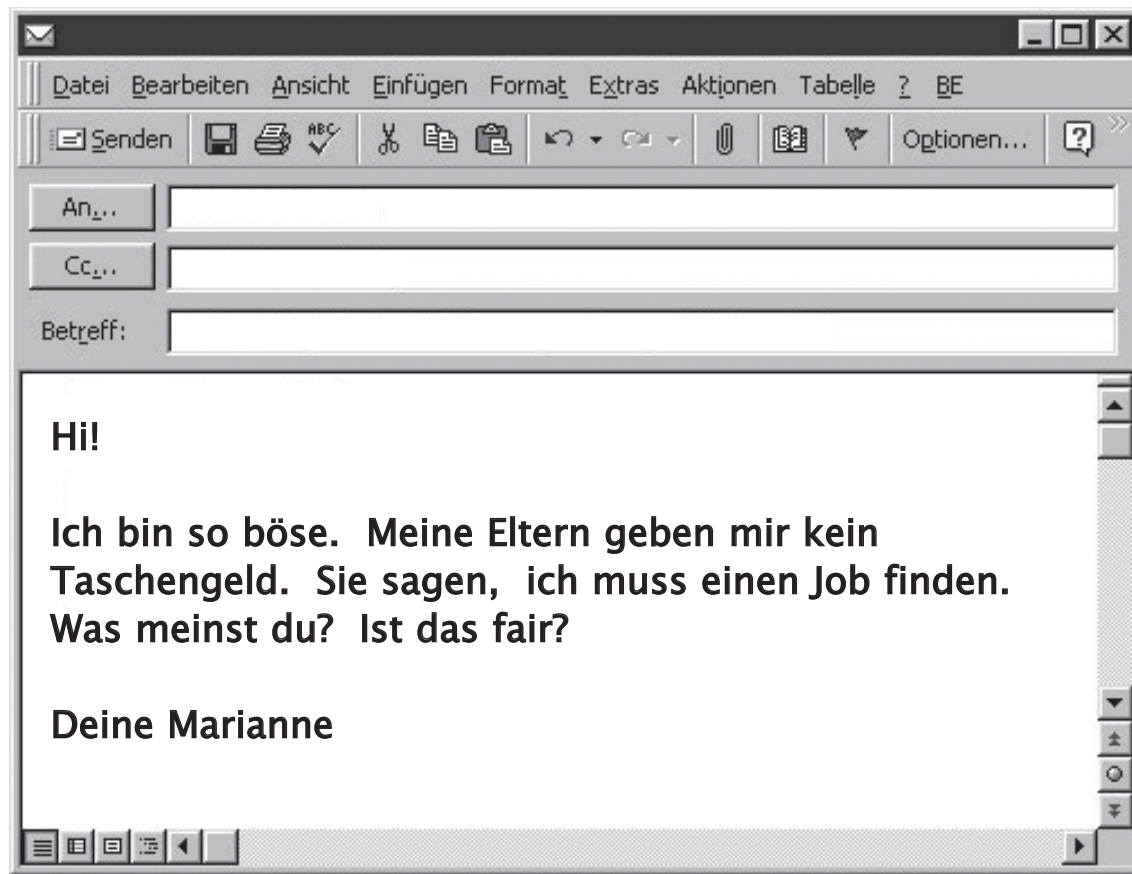 Datei Bearbeiten Ansicht Einfügen Format Extras Aktionen Tabelle ? BE
Senden ABC Optionen... ?
An...
Cc...
Betreff:
Hi!
Ich bin so böse. Meine Eltern geben mir kein
Taschengeld. Sie sagen, ich muss einen Job finden.
Was meinst du? Ist das fair?
Deine Marianne